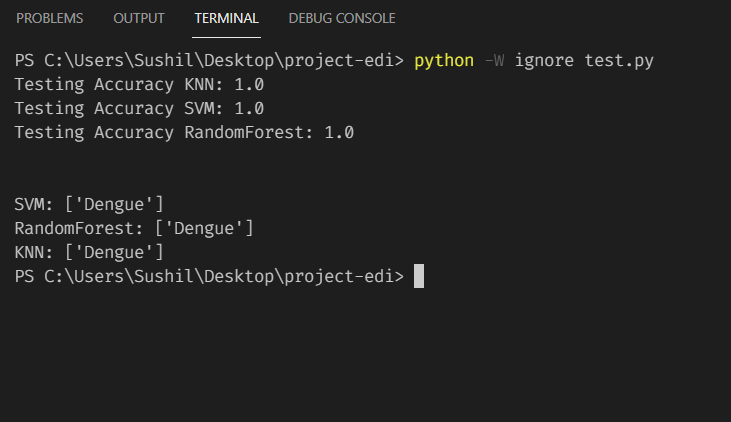 PROBLEMS OUTPUT TERMINAL DEBUG CONSOLE
PS C:\Users\Sushil\Desktop\project-edi> python -W ignore test.py
Testing Accuracy KNN: 1.0
Testing Accuracy SVM: 1.0
Testing Accuracy RandomForest: 1.0
SVM: ['Dengue']
RandomForest: ['Dengue']
KNN: ['Dengue']
PS C:\Users\Sushil\Desktop\project-edi>